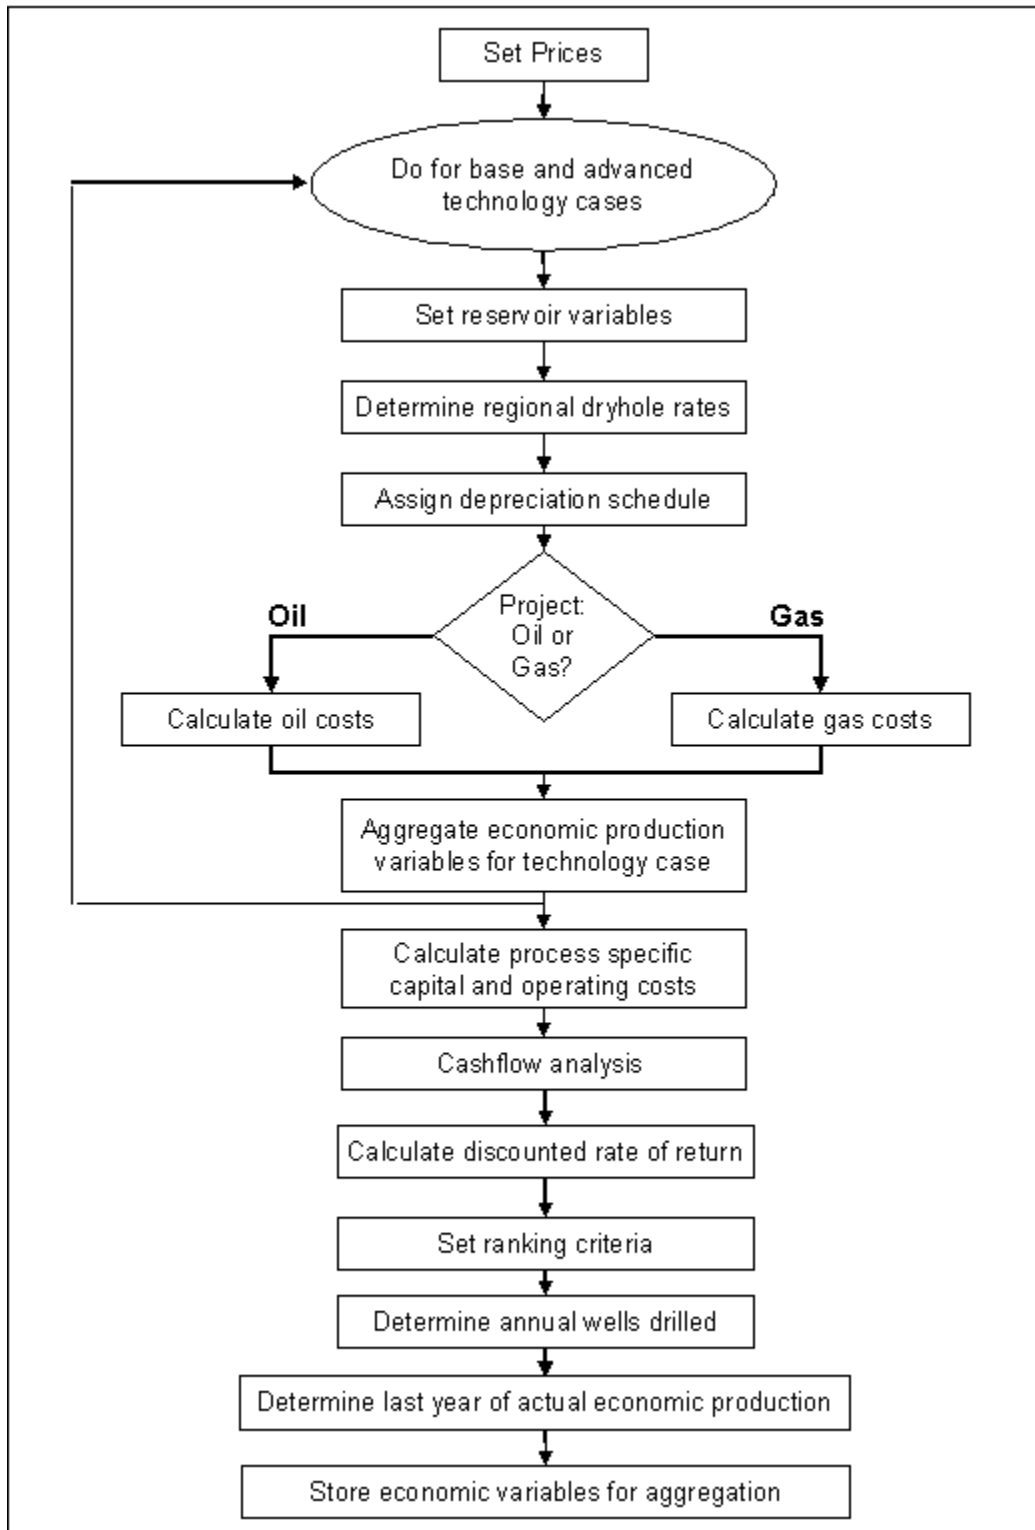 Set Prices
Do for base and advanced
technology cases
Set reservoir variables
Determine regional dryhole rates
Assign depreciation schedule
Project:
Oil or
Gas?
Oil
Gas
Calculate oil costs
Calculate gas costs
Aggregate economic production
variables for technology case
Calculate process specific
capital and operating costs
Cashflow analysis
Calculate discounted rate of return
Set ranking criteria
Determine annual wells drilled
Determine last year of actual economic production
Store economic variables for aggregation